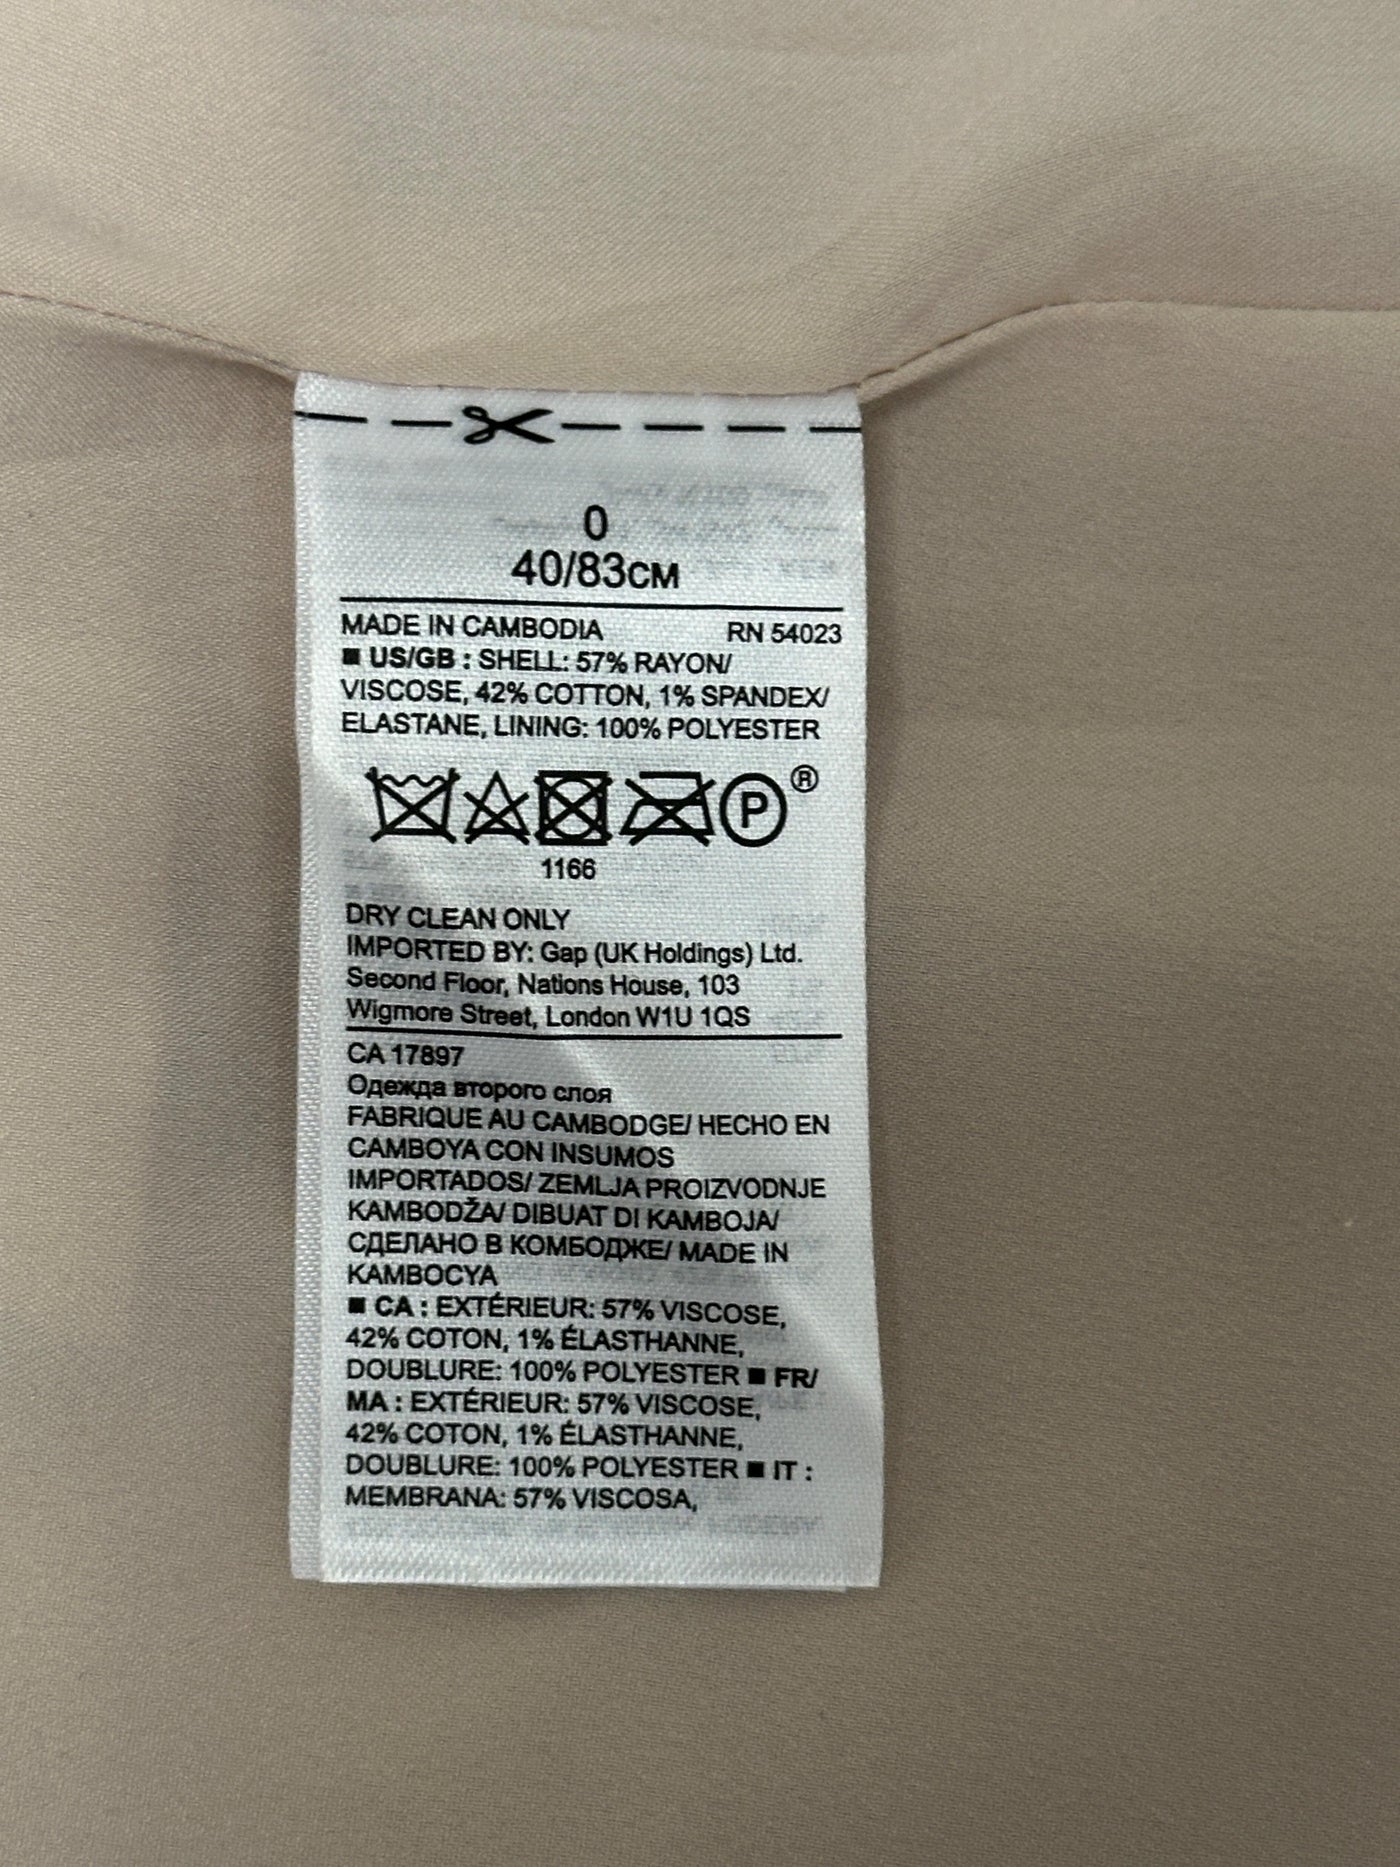 0
40/83CM
MADE IN CAMBODIA RN 54023
■ US/GB : SHELL: 57% RAYON/
VISCOSE, 42% COTTON, 1% SPANDEX/
ELASTANE, LINING: 100% POLYESTER
P ®
1166
DRY CLEAN ONLY
IMPORTED BY: Gap (UK Holdings) Ltd.
Second Floor, Nations House, 103
Wigmore Street, London W1U 1QS
CA 17897
Одежда второго слоя
FABRIQUE AU CAMBODGE/ HECHO EN
CAMBOYA CON INSUMOS
IMPORTADOS/ ZEMLJA PROIZVODNJE
KAMBODŽA/ DIBUAT DI KAMBOJA/
СДЕЛАНО В КОМБОДЖЕ/ MADE IN
KAMBOCYA
■ CA : EXTÉRIEUR: 57% VISCOSE,
42% COTON, 1% ÉLASTHANNE,
DOUBLURE: 100% POLYESTER ■ FR/
MA : EXTÉRIEUR: 57% VISCOSE,
42% COTON, 1% ÉLASTHANNE,
DOUBLURE: 100% POLYESTER ■ IT :
MEMBRANA: 57% VISCOSA,